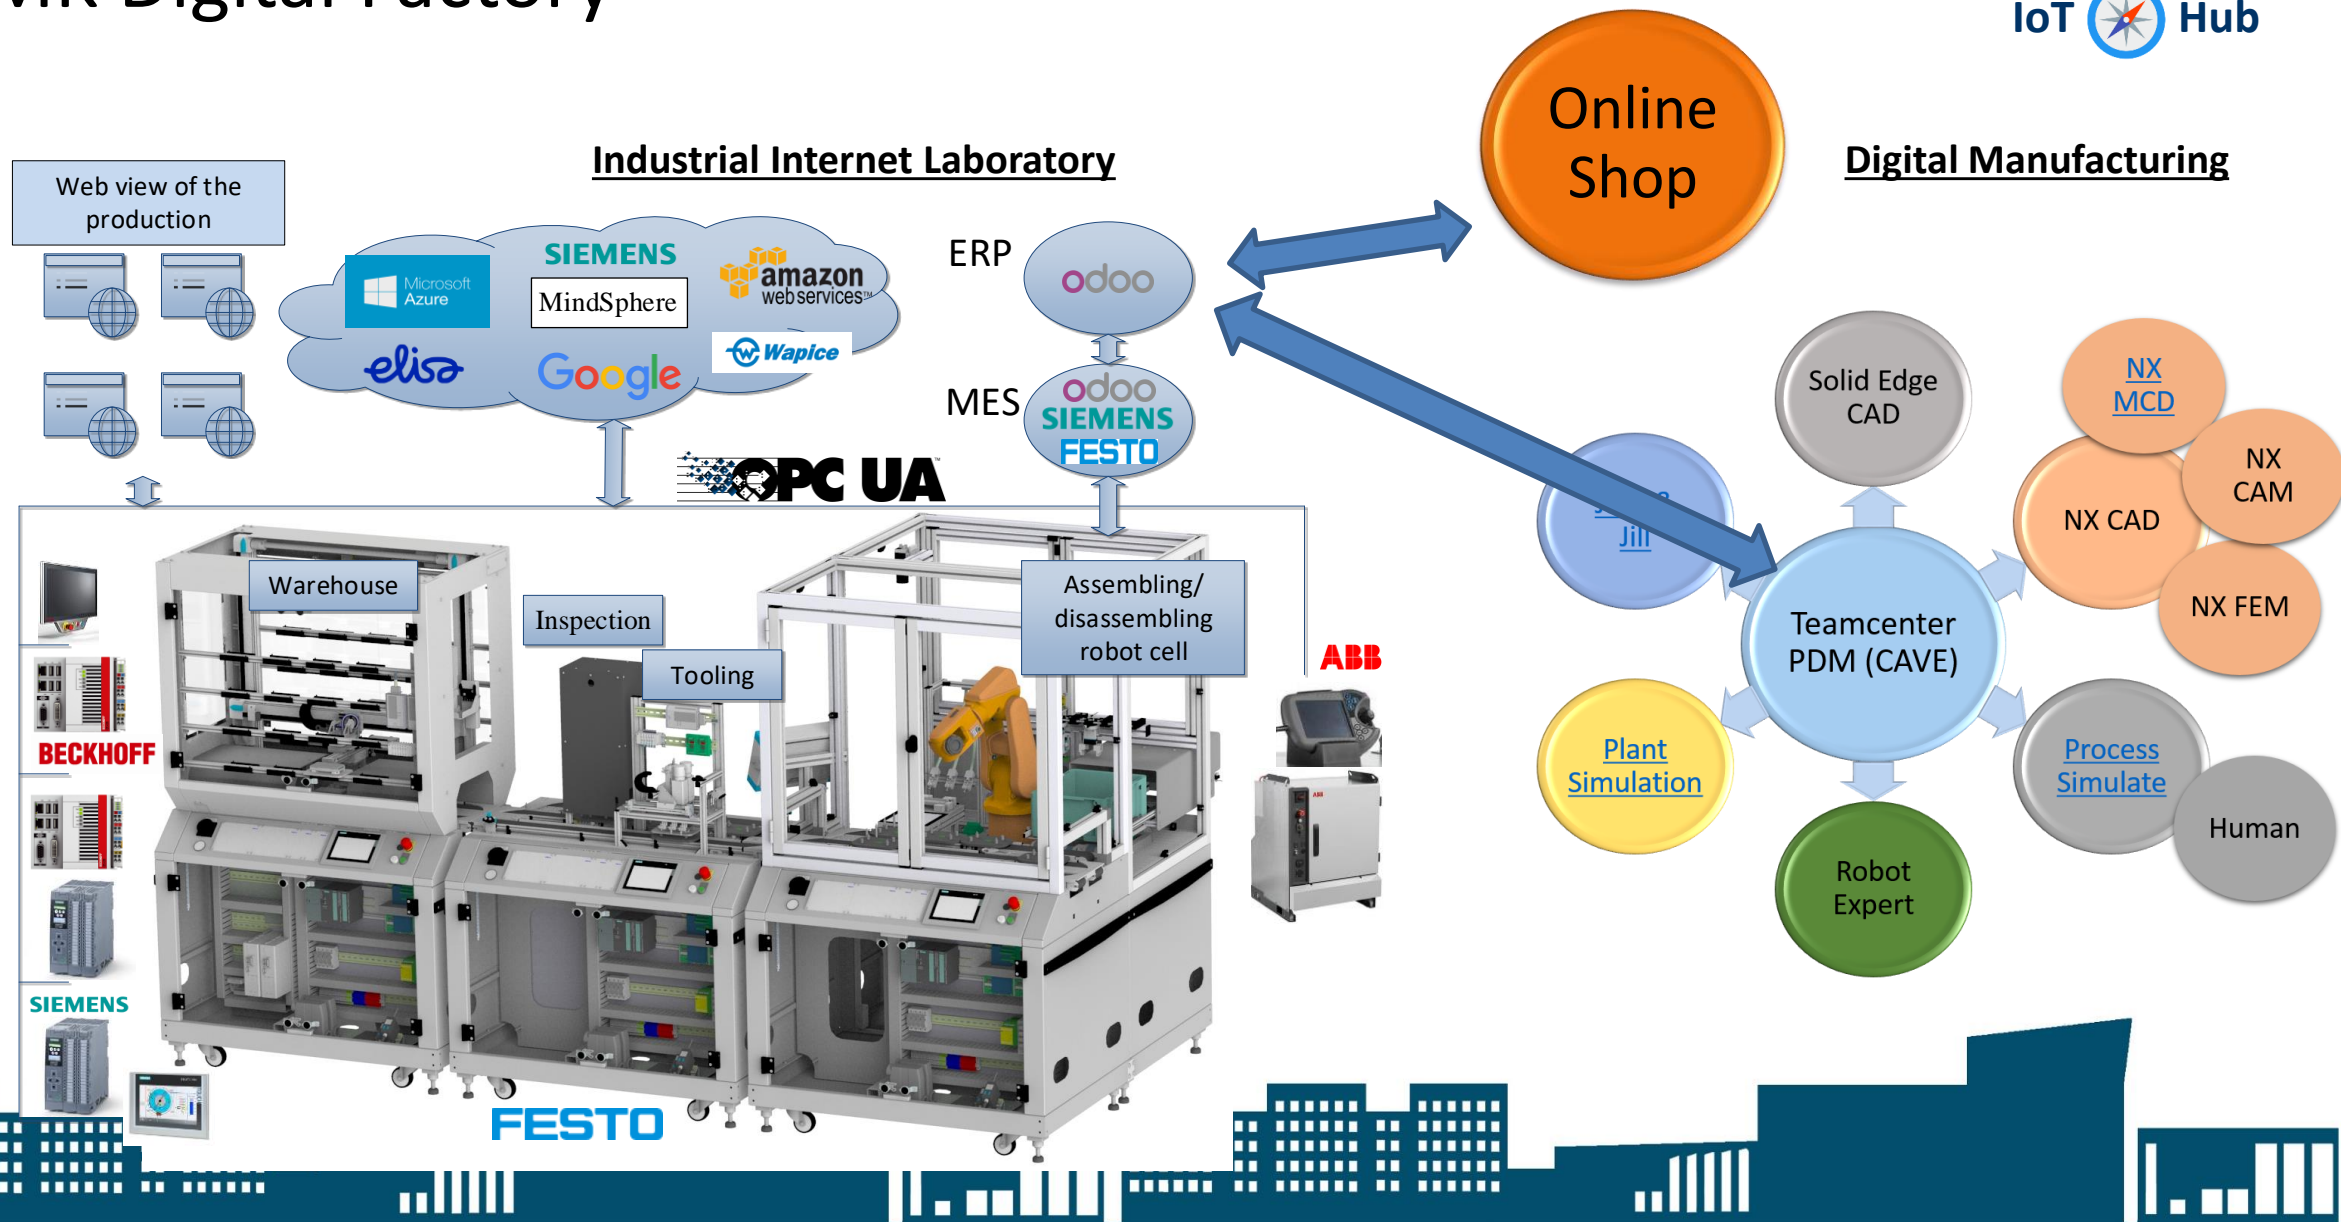 Digital Factory
IoT Hub
Online
Shop
Industrial Internet Laboratory
Digital Manufacturing
Web view of the
production
Microsoft
Azure
SIEMENS
MindSphere
amazon
webservices™
elisa
Google
Wapice
ERP
odoo
MES
odoo
SIEMENS
FESTO
OPC UA
Warehouse
Inspection
Tooling
Assembling/
disassembling
robot cell
ABB
BECKHOFF
SIEMENS
FESTO
Solid Edge
CAD
NX
MCD
NX
CAM
NX CAD
NX FEM
Jill
Teamcenter
PDM (CAVE)
Plant
Simulation
Process
Simulate
Human
Robot
Expert